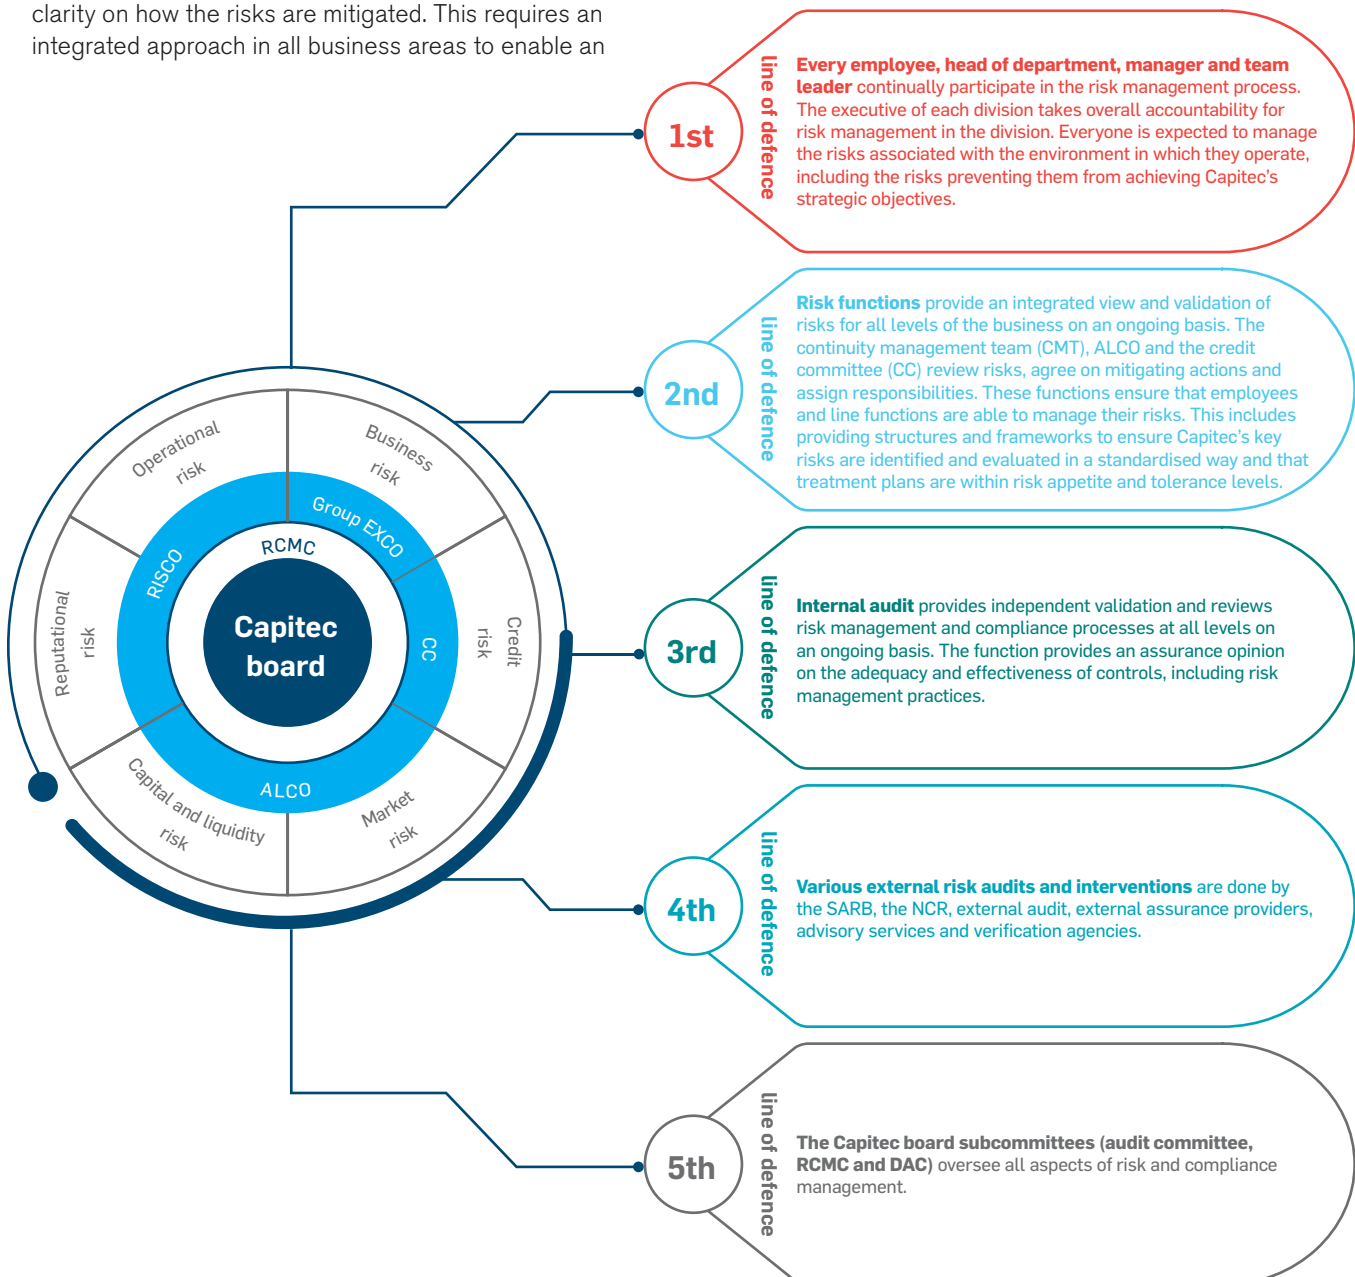 clarity on how the risks are mitigated. This requires an
integrated approach in all business areas to enable an
1st
line of defence
Every employee, head of department, manager and team
leader continually participate in the risk management process.
The executive of each division takes overall accountability for
risk management in the division. Everyone is expected to manage
the risks associated with the environment in which they operate,
including the risks preventing them from achieving Capitec's
strategic objectives.
2nd
line of defence
Risk functions provide an integrated view and validation of
risks for all levels of the business on an ongoing basis. The
continuity management team (CMT), ALCO and the credit
committee (CC) review risks, agree on mitigating actions and
assign responsibilities. These functions ensure that employees
and line functions are able to manage their risks. This includes
providing structures and frameworks to ensure Capitec's key
risks are identified and evaluated in a standardised way and that
treatment plans are within risk appetite and tolerance levels.
Operational
risk
Business
risk
Group EXCO
RISCO
RCMC
Capitec
board
CC
Credit
risk
Reputational
risk
ALCO
Capital and liquidity
risk
Market
risk
3rd
line of defence
Internal audit provides independent validation and reviews
risk management and compliance processes at all levels on
an ongoing basis. The function provides an assurance opinion
on the adequacy and effectiveness of controls, including risk
management practices.
4th
line of defence
Various external risk audits and interventions are done by
the SARB, the NCR, external audit, external assurance providers,
advisory services and verification agencies.
5th
line of defence
The Capitec board subcommittees (audit committee,
RCMC and DAC) oversee all aspects of risk and compliance
management.